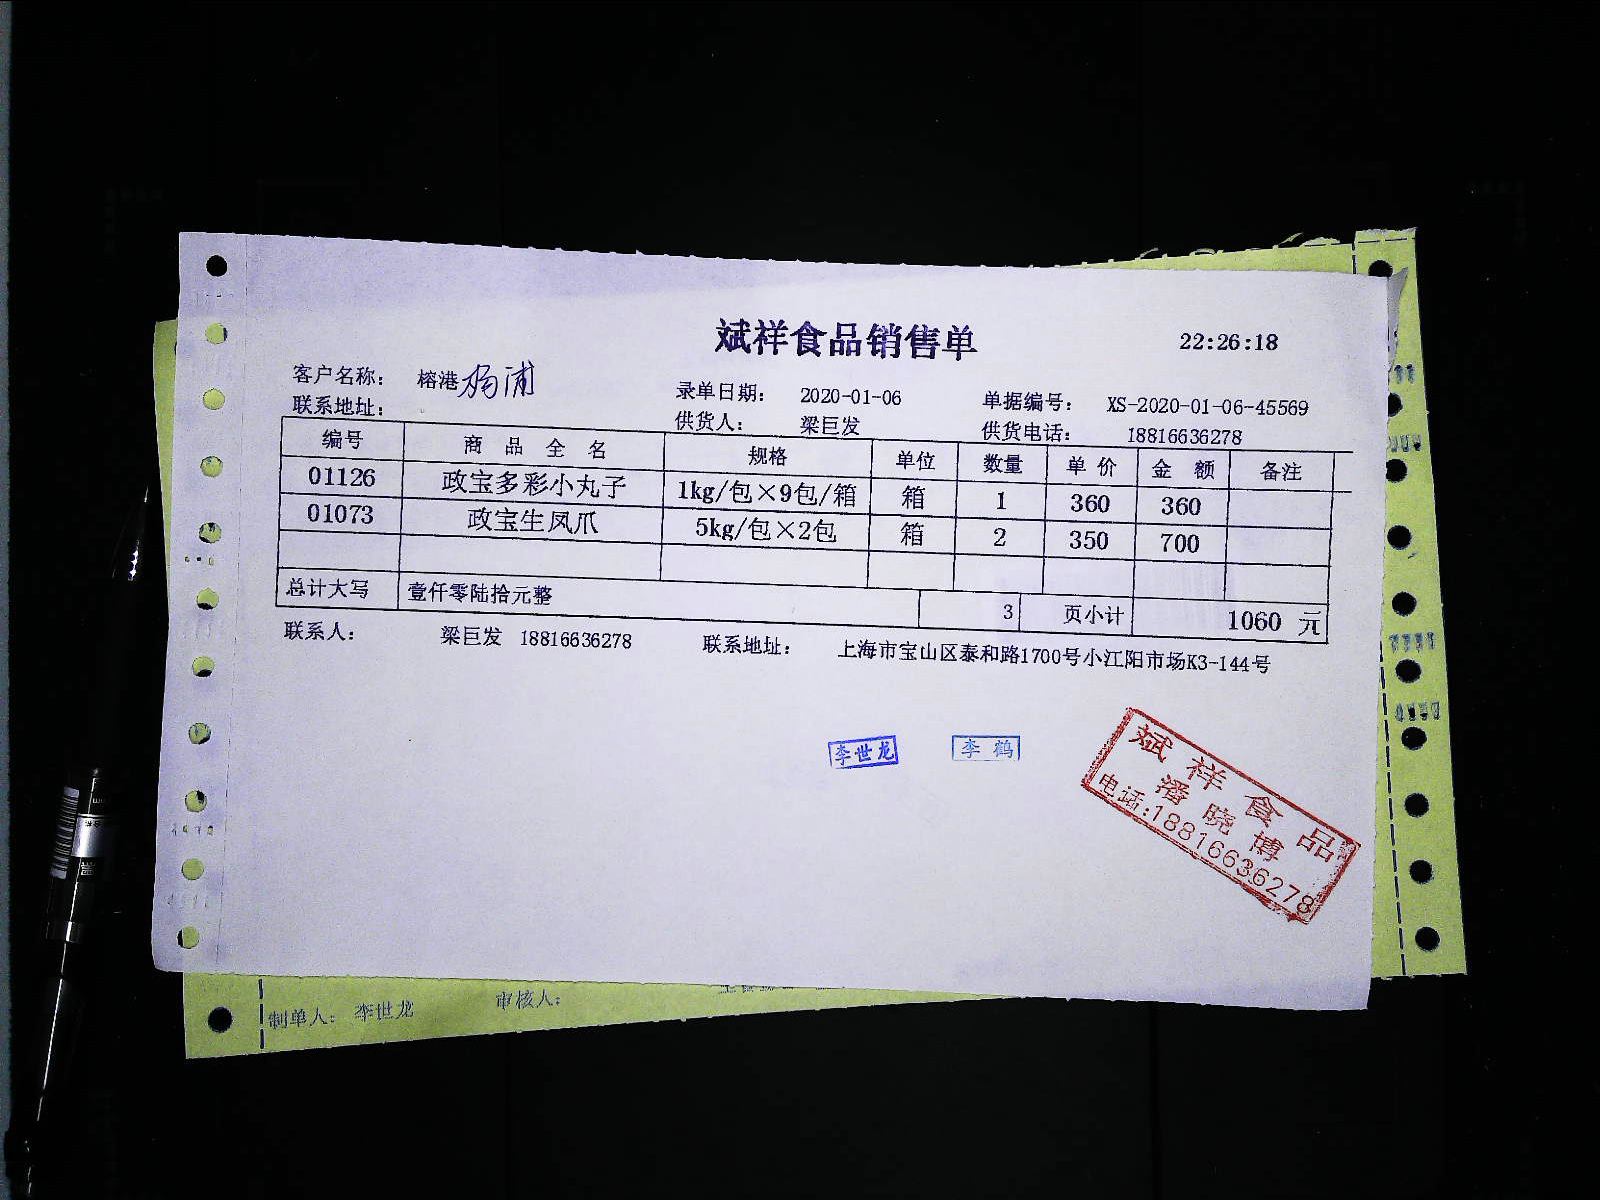 斌祥食品销售单
22:26:18
客户名称： 榕港杨浦 录单日期： 2020-01-06 单据编号： XS-2020-01-06-45569
联系地址： 供货人： 梁巨发 供货电话： 18816636278
编号 商品全名 规格 单位 数量 单价 金额 备注
01126 政宝多彩小丸子 1kg/包×9包/箱 箱 1 360 360
01073 政宝生凤爪 5kg/包×2包 箱 2 350 700
总计大写 壹仟零陆拾元整 3 页小计 1060 元
联系人： 梁巨发 18816636278 联系地址： 上海市宝山区泰和路1700号小江阳市场K3-144号
李世龙 李鹤
斌祥食品
潘晓博
电话:18816636278
制单人： 李世龙 审核人：